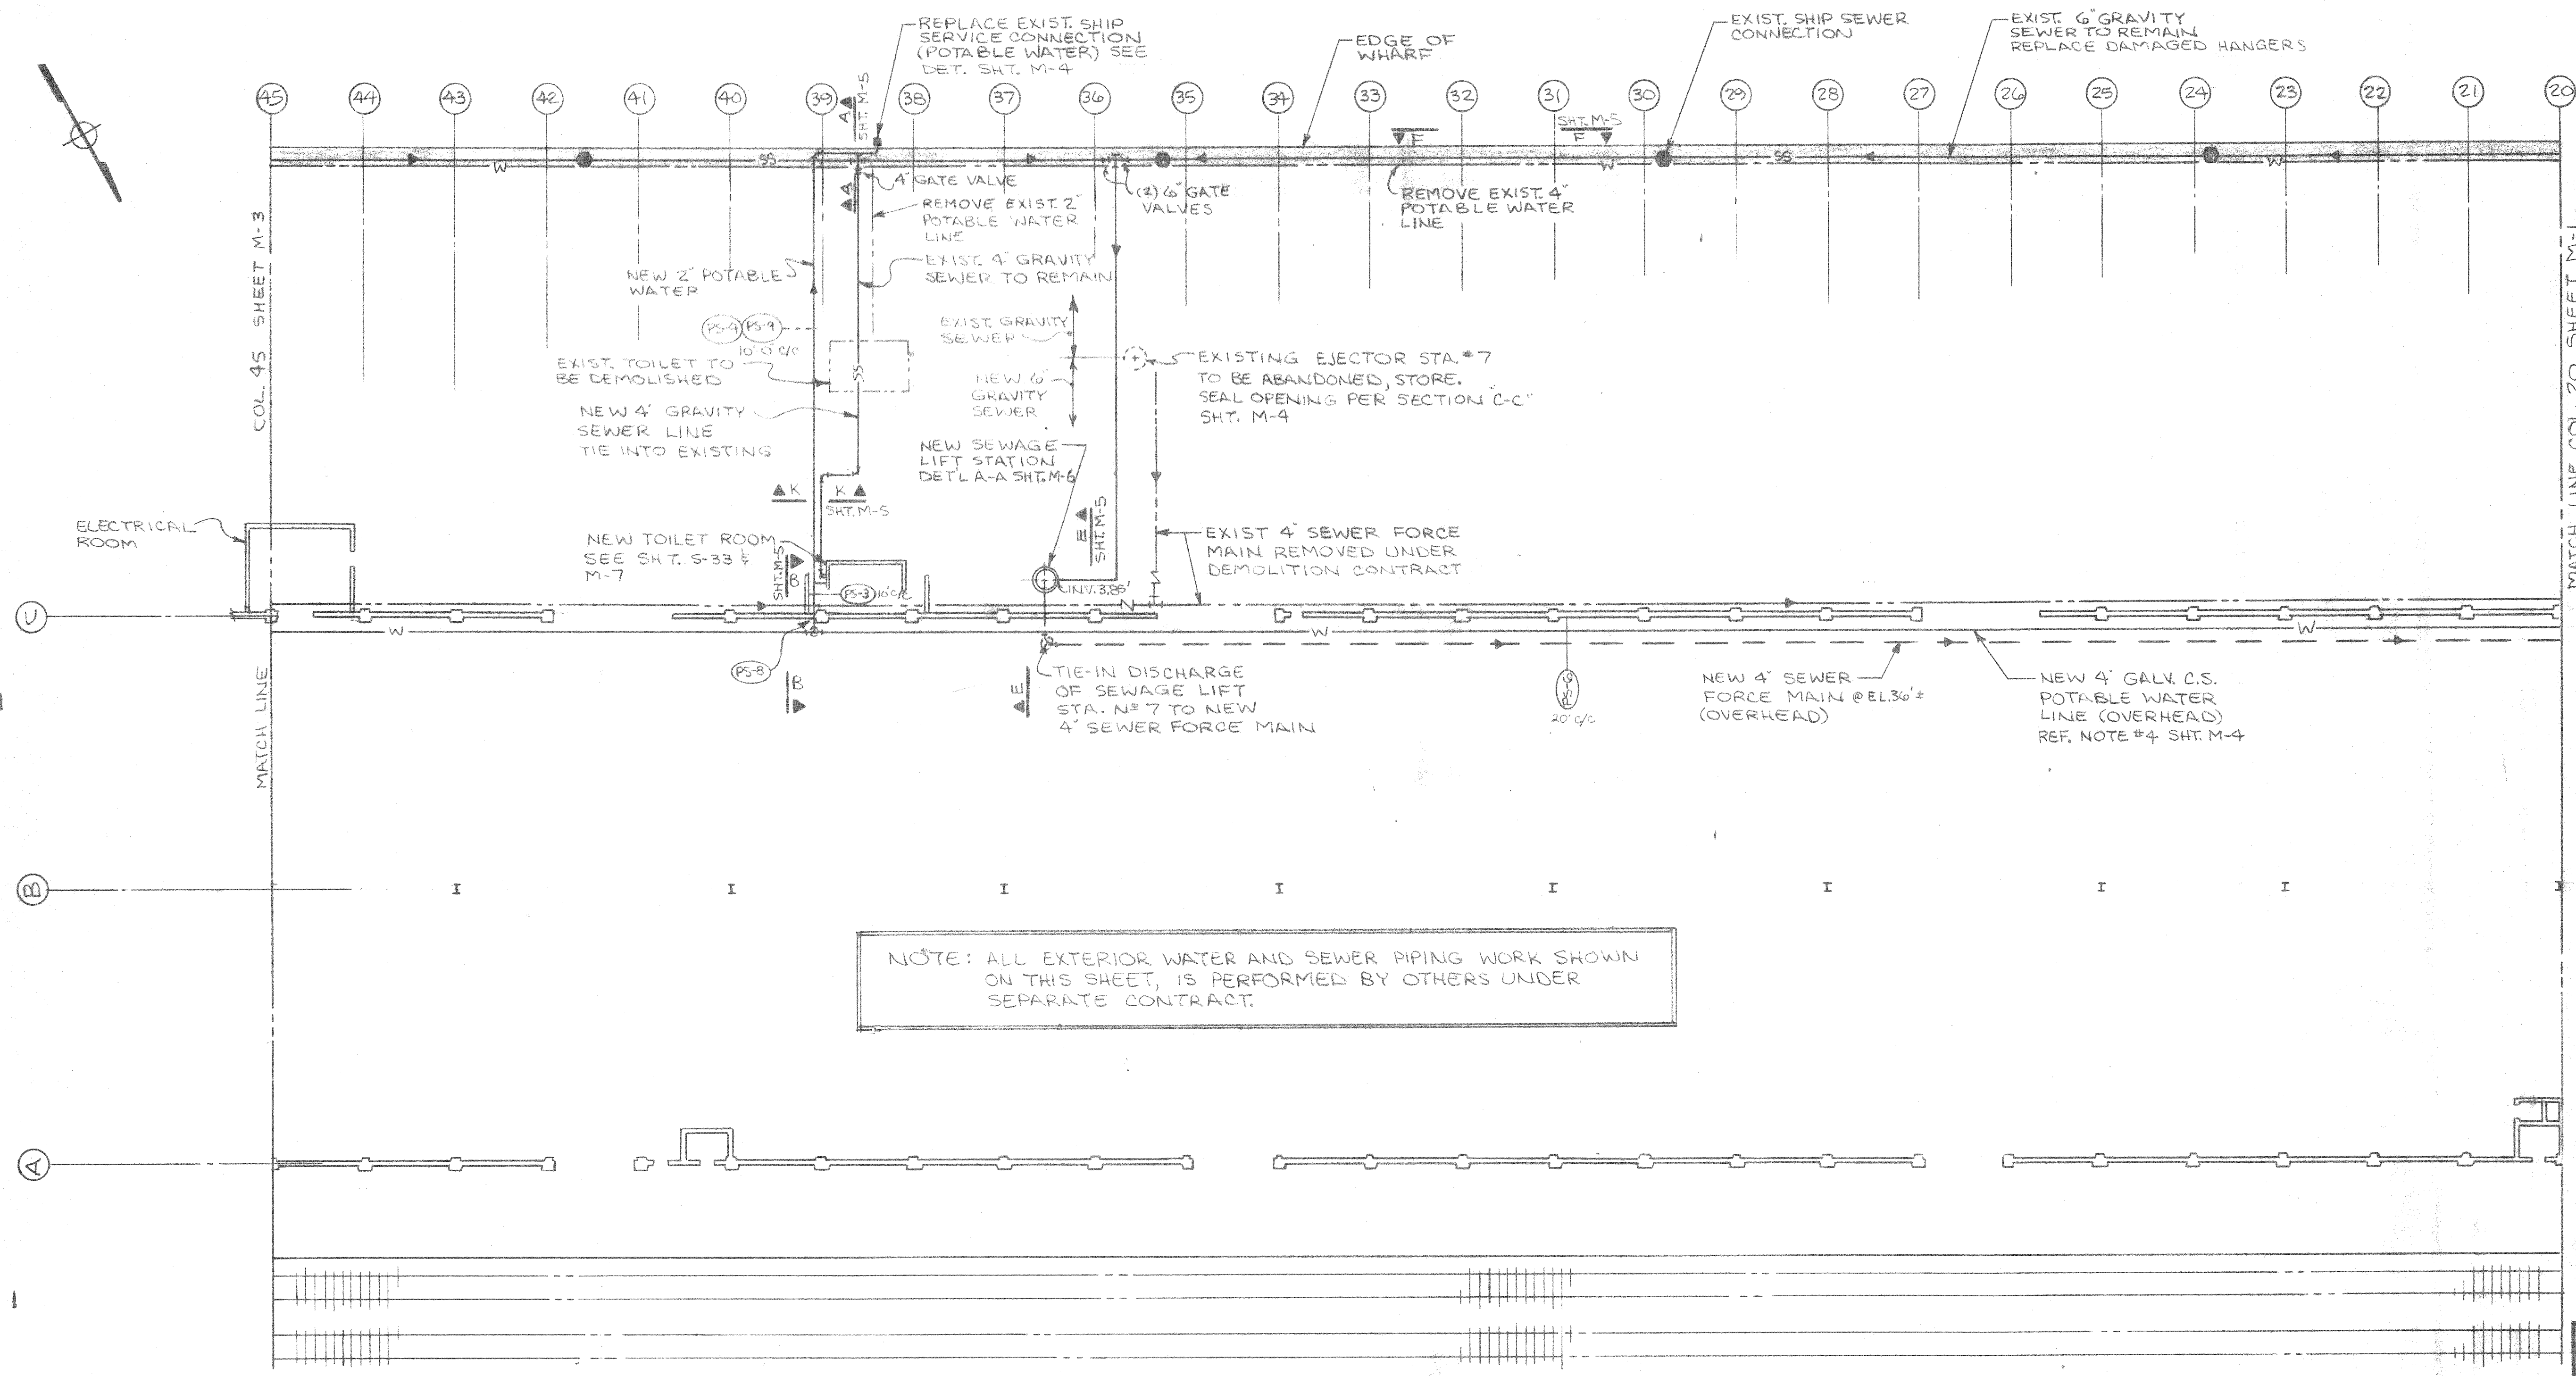 REPLACE EXIST. SHIP
SERVICE CONNECTION
(POTABLE WATER) SEE
DET. SHT. M-4
EDGE OF
WHARF
EXIST. SHIP SEWER
CONNECTION
EXIST. 6" GRAVITY
SEWER TO REMAIN
REPLACE DAMAGED HANGERS
45 44 43 42 41 40 39 38 37 36 35 34 33 32 31 30 29 28 27 26 25 24 23 22 21 20
A
SHT. M-5
F
SHT. M-5
F
W
SS
W
SS
W
A
4" GATE VALVE
(2) 6" GATE
VALVES
REMOVE EXIST. 4"
POTABLE WATER
LINE
REMOVE EXIST. 2"
POTABLE WATER
LINE
NEW 2" POTABLE
WATER
EXIST. 4" GRAVITY
SEWER TO REMAIN
PS-4 PS-9
10'-0" C/C
EXIST. GRAVITY
SEWER
EXIST. TOILET TO
BE DEMOLISHED
SS
NEW 6"
GRAVITY
SEWER
EXISTING EJECTOR STA. #7
TO BE ABANDONED, STORE.
SEAL OPENING PER SECTION "C-C"
SHT. M-4
NEW 4" GRAVITY
SEWER LINE
TIE INTO EXISTING
NEW SEWAGE
LIFT STATION
DET'L A-A SHT. M-6
COL. 45 SHEET M-3
MATCH LINE
MATCH LINE COL. 20 SHEET M-1
K K
SHT. M-5
E
SHT. M-5
ELECTRICAL
ROOM
NEW TOILET ROOM
SEE SHT. S-33 &
M-7
SHT. M-5
B
PS-3 10' C/C
INV. 3.85'
EXIST 4" SEWER FORCE
MAIN REMOVED UNDER
DEMOLITION CONTRACT
C
W
W
W
PS-8
B
E
TIE-IN DISCHARGE
OF SEWAGE LIFT
STA. Nº 7 TO NEW
4" SEWER FORCE MAIN
PS-6
20' C/C
NEW 4" SEWER
FORCE MAIN @ EL. 36'±
(OVERHEAD)
NEW 4" GALV. C.S.
POTABLE WATER
LINE (OVERHEAD)
REF. NOTE #4 SHT. M-4
B
NOTE: ALL EXTERIOR WATER AND SEWER PIPING WORK SHOWN
ON THIS SHEET, IS PERFORMED BY OTHERS UNDER
SEPARATE CONTRACT.
A